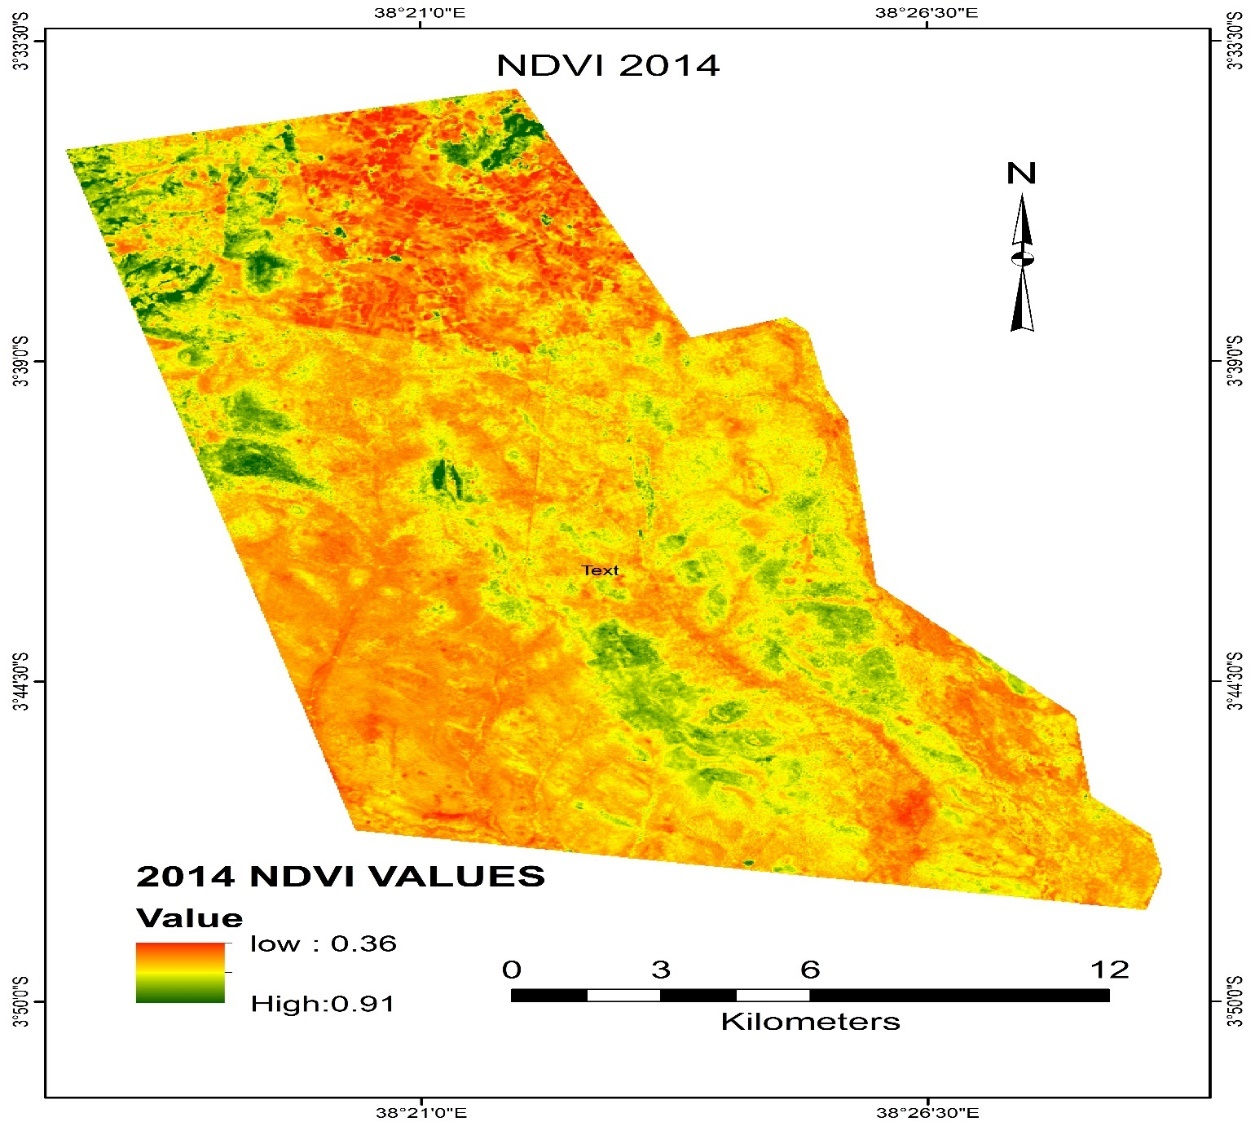 38°21'0"E 38°26'30"E
3°33'30"S 3°33'30"S
NDVI 2014
N
3°39'0"S 3°39'0"S
Text
3°44'30"S 3°44'30"S
2014 NDVI VALUES
Value
low : 0.36
High:0.91
0 3 6 12
Kilometers
3°50'0"S 3°50'0"S
38°21'0"E 38°26'30"E